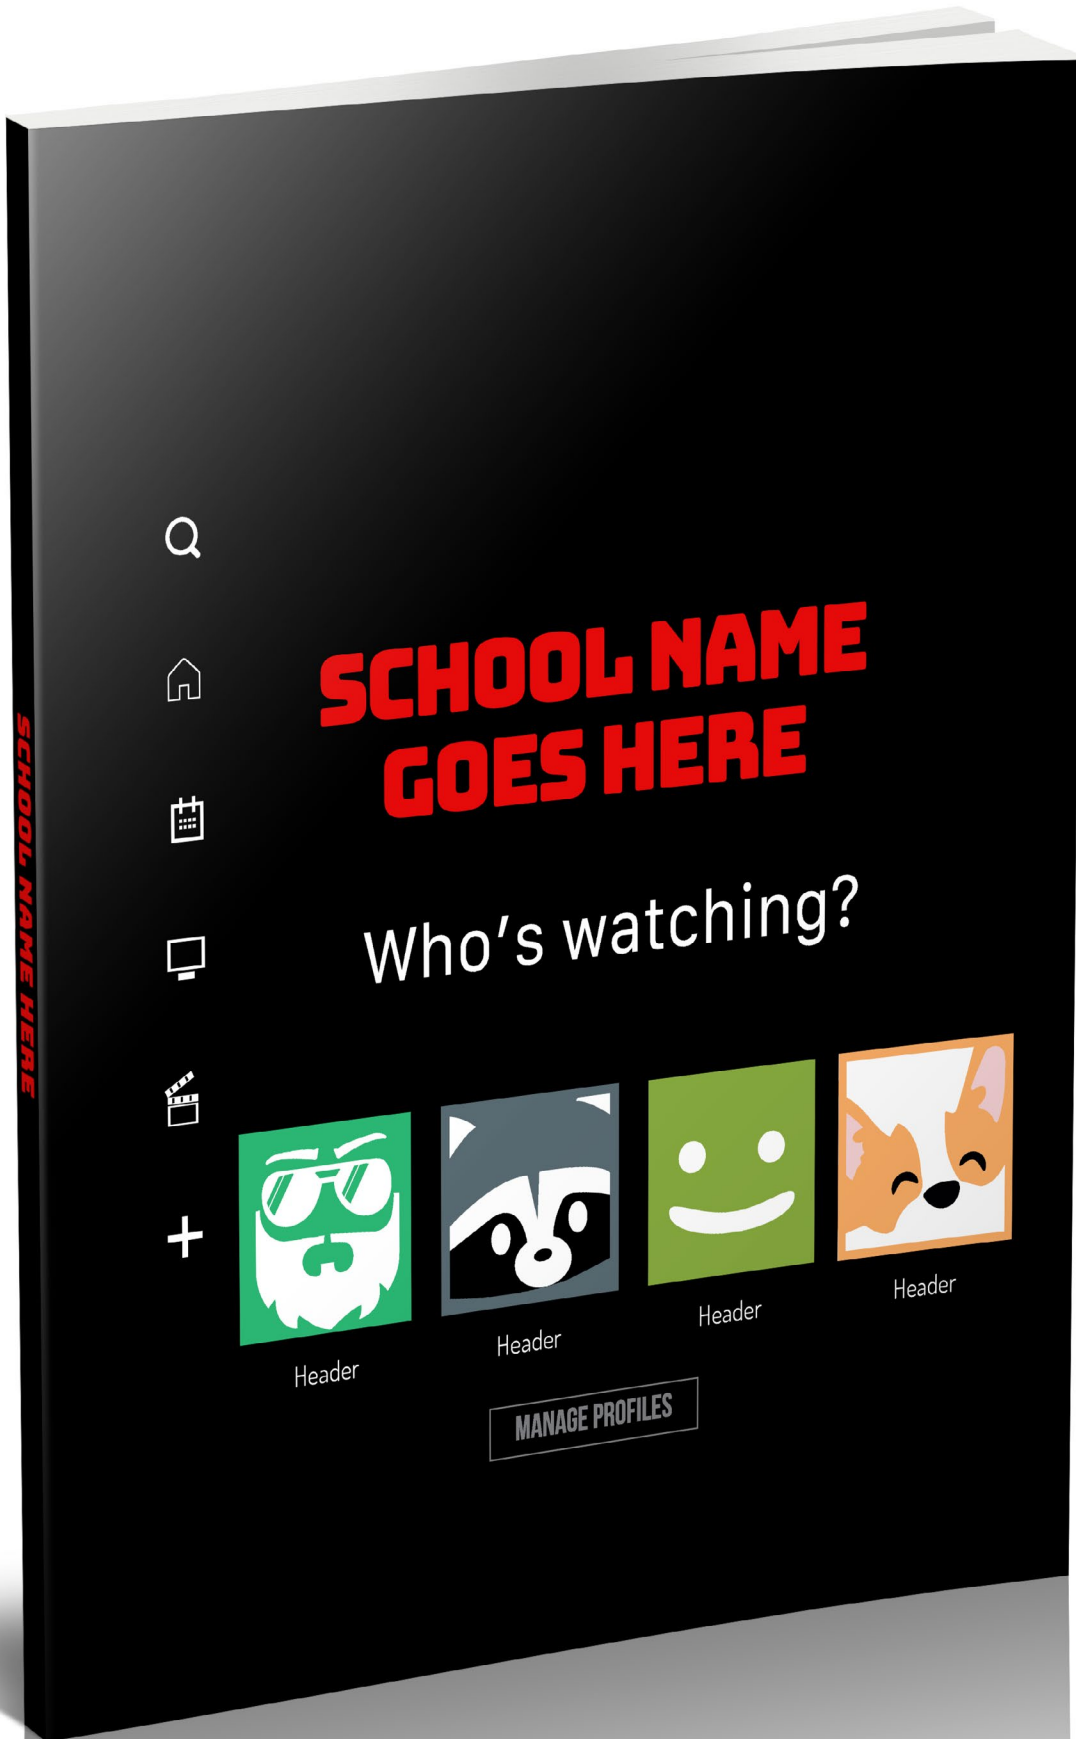 SCHOOL NAME HERE
SCHOOL NAME
GOES HERE
Who's watching?
Header
Header
Header
Header
MANAGE PROFILES